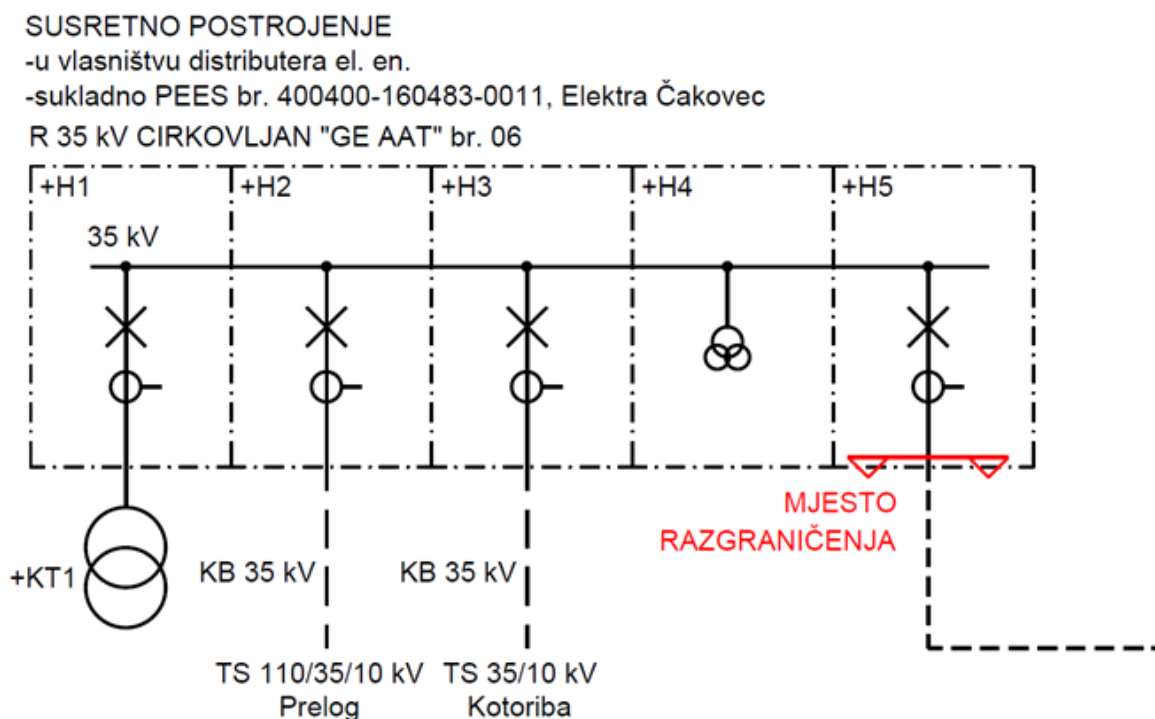 SUSRETNO POSTROJENJE
-u vlasništvu distributera el. en.
-sukladno PEES br. 400400-160483-0011, Elektra Čakovec
R 35 kV CIRKOVLJAN "GE AAT" br. 06
+H1 +H2 +H3 +H4 +H5
35 kV
MJESTO
RAZGRANIČENJA
+KT1 KB 35 kV KB 35 kV
TS 110/35/10 kV TS 35/10 kV
Prelog Kotoriba